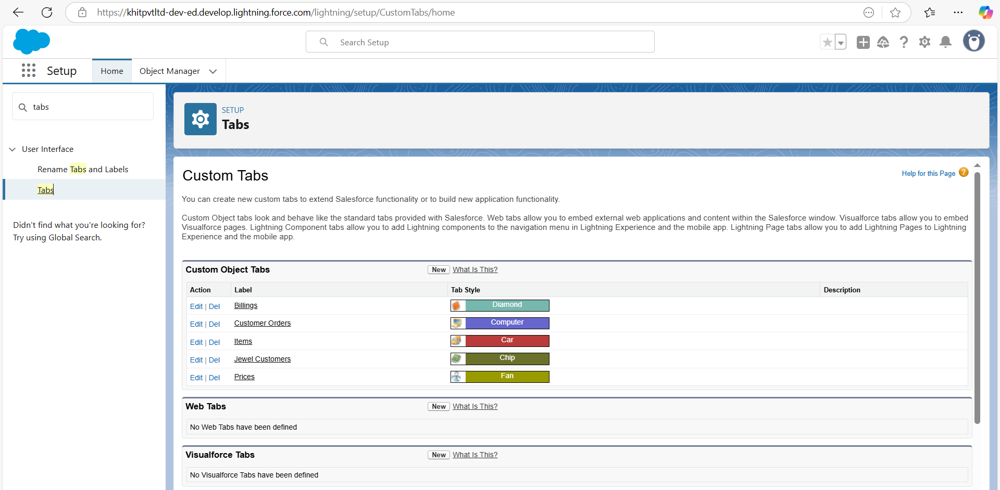 https://khitpvtltd-dev-ed.develop.lightning.force.com/lightning/setup/CustomTabs/home
Search Setup
Setup
Home
Object Manager
tabs
User Interface
Rename Tabs and Labels
Tabs
Didn't find what you're looking for?
Try using Global Search.
SETUP
Tabs
Custom Tabs
Help for this Page ?
You can create new custom tabs to extend Salesforce functionality or to build new application functionality.
Custom Object tabs look and behave like the standard tabs provided with Salesforce. Web tabs allow you to embed external web applications and content within the Salesforce window. Visualforce tabs allow you to embed
Visualforce pages. Lightning Component tabs allow you to add Lightning components to the navigation menu in Lightning Experience and the mobile app. Lightning Page tabs allow you to add Lightning Pages to Lightning
Experience and the mobile app.
Custom Object Tabs New What Is This?
Action Label Tab Style Description
Edit | Del Billings Diamond
Edit | Del Customer Orders Computer
Edit | Del Items Car
Edit | Del Jewel Customers Chip
Edit | Del Prices Fan
Web Tabs New What Is This?
No Web Tabs have been defined
Visualforce Tabs New What Is This?
No Visualforce Tabs have been defined